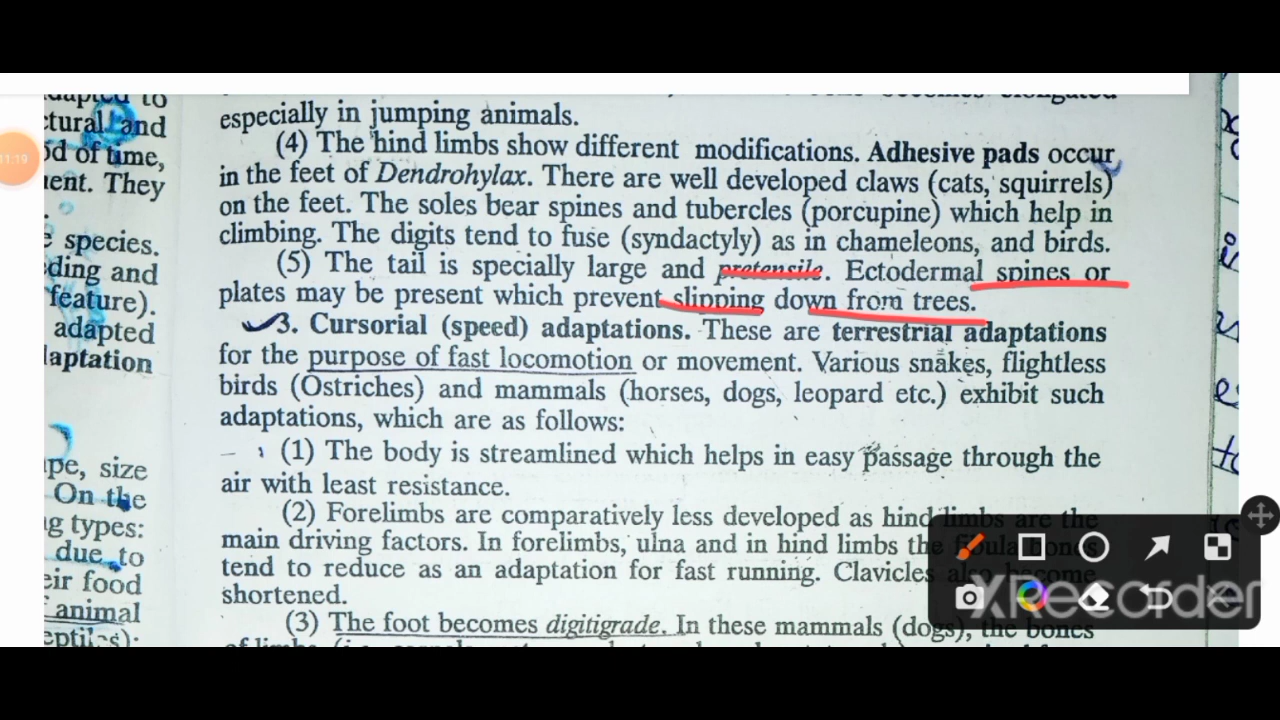 especially in jumping animals.
(4) The hind limbs show different modifications. Adhesive pads occur
in the feet of Dendrohylax. There are well developed claws (cats, squirrels)
on the feet. The soles bear spines and tubercles (porcupine) which help in
climbing. The digits tend to fuse (syndactyly) as in chameleons, and birds.
(5) The tail is specially large and pretensile. Ectodermal spines or
plates may be present which prevent slipping down from trees.
3. Cursorial (speed) adaptations. These are terrestrial adaptations
for the purpose of fast locomotion or movement. Various snakes, flightless
birds (Ostriches) and mammals (horses, dogs, leopard etc.) exhibit such
adaptations, which are as follows:
(1) The body is streamlined which helps in easy passage through the
air with least resistance.
(2) Forelimbs are comparatively less developed as hind limbs are the
main driving factors. In forelimbs, ulna and in hind limbs the fibula bones
tend to reduce as an adaptation for fast running. Clavicles also become
shortened.
(3) The foot becomes digitigrade. In these mammals (dogs), the bones
to
and
of time,
They
species.
and
feature).
adapted
size
On the
types:
due to
food
animal
11:19
XRecorder